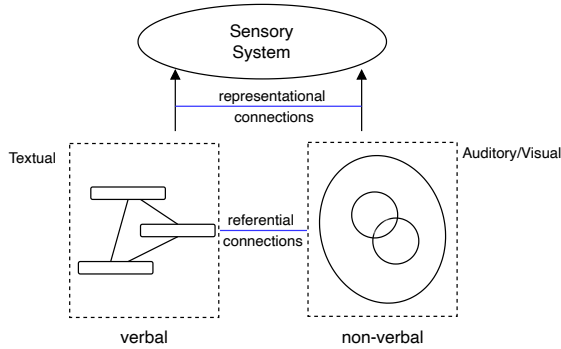 Sensory
System
representational
connections
Textual
Auditory/Visual
referential
connections
verbal
non-verbal